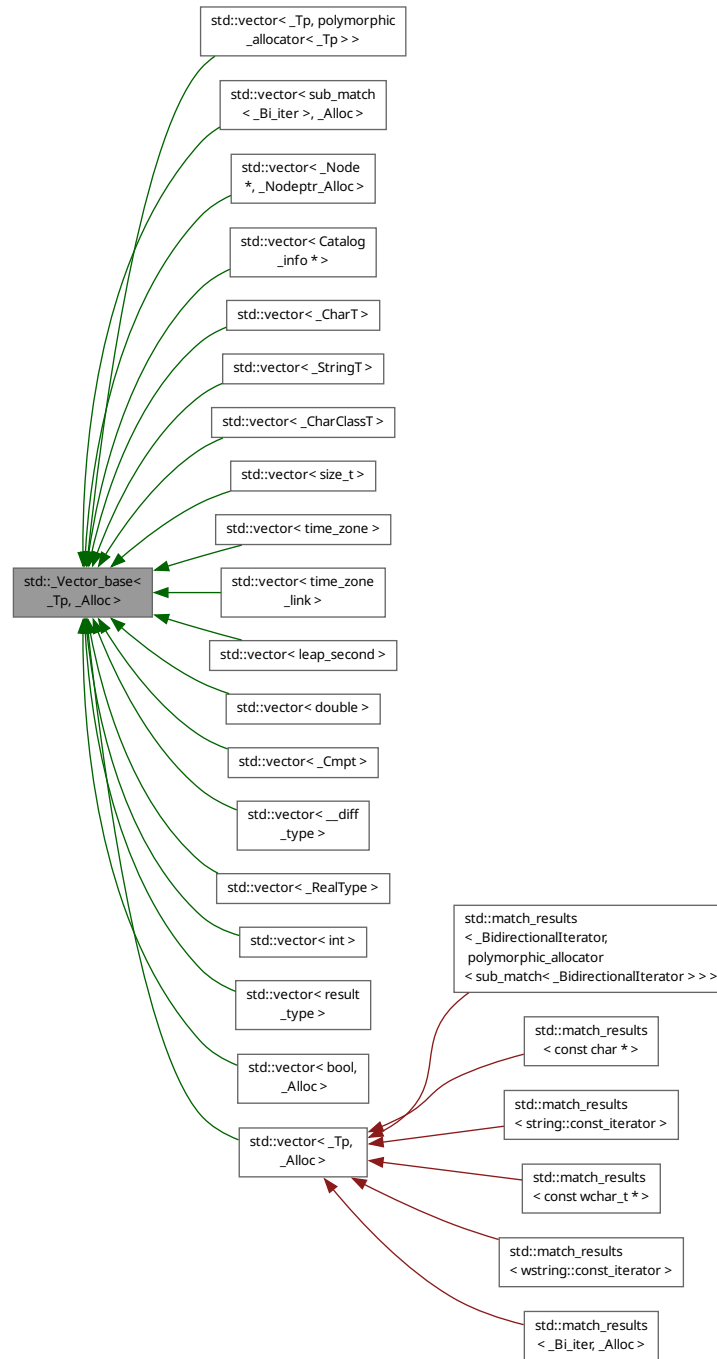 std::vector< _Tp, polymorphic
_allocator< _Tp > >
std::vector< sub_match
< _Bi_iter >, _Alloc >
std::vector< _Node
*, _Nodeptr_Alloc >
std::vector< Catalog
_info * >
std::vector< _CharT >
std::vector< _StringT >
std::vector< _CharClassT >
std::vector< size_t >
std::vector< time_zone >
std::_Vector_base<
_Tp, _Alloc >
std::vector< time_zone
_link >
std::vector< leap_second >
std::vector< double >
std::vector< _Cmpt >
std::vector< __diff
_type >
std::vector< _RealType >
std::vector< int >
std::vector< result
_type >
std::vector< bool,
_Alloc >
std::vector< _Tp,
_Alloc >
std::match_results
< _BidirectionalIterator,
polymorphic_allocator
< sub_match< _BidirectionalIterator > > >
std::match_results
< const char * >
std::match_results
< string::const_iterator >
std::match_results
< const wchar_t * >
std::match_results
< wstring::const_iterator >
std::match_results
< _Bi_iter, _Alloc >